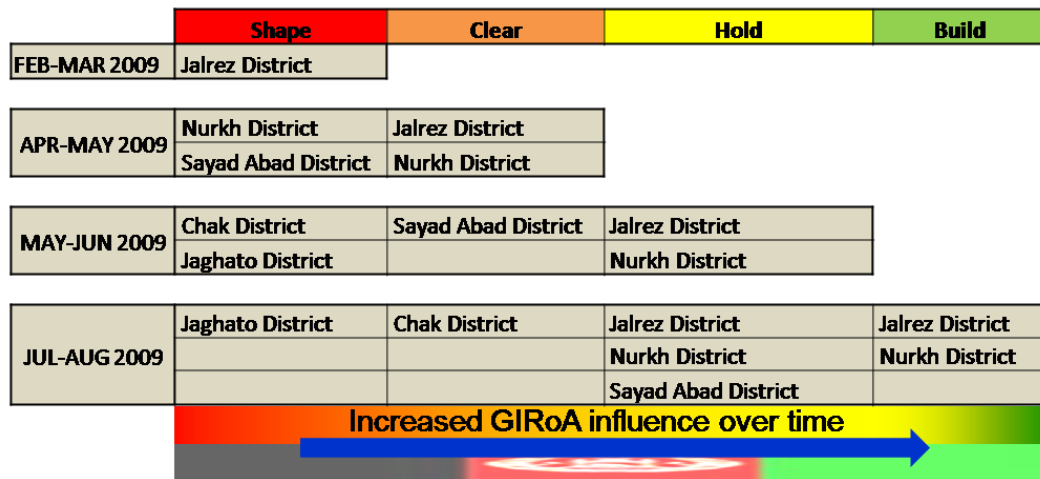 Shape Clear Hold Build
FEB-MAR 2009 Jalrez District
APR-MAY 2009
Nurkh District Jalrez District
Sayad Abad District Nurkh District
MAY-JUN 2009
Chak District Sayad Abad District Jalrez District
Jaghato District Nurkh District
JUL-AUG 2009
Jaghato District Chak District Jalrez District Jalrez District
Nurkh District Nurkh District
Sayad Abad District
Increased GIRoA influence over time